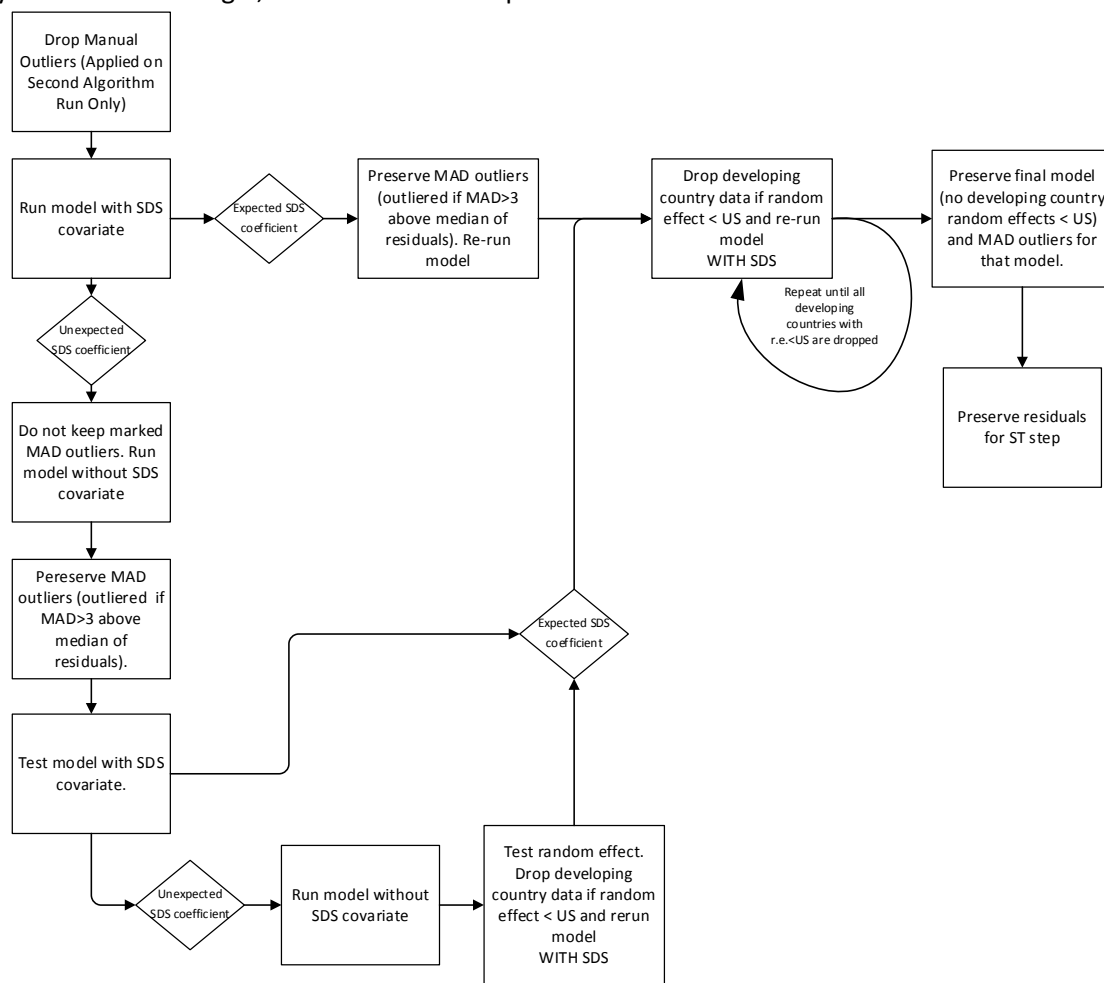 Drop Manual
Outliers (Applied on
Second Algorithm
Run Only)
Run model with SDS
covariate
Expected SDS
coefficient
Preserve MAD outliers
(outliered if MAD>3
above median of
residuals). Re-run
model
Drop developing
country data if random
effect < US and re-run
model
WITH SDS
Preserve final model
(no developing country
random effects < US)
and MAD outliers for
that model.
Repeat until all
developing
countries with
r.e.<US are dropped
Unexpected
SDS coefficient
Preserve residuals
for ST step
Do not keep marked
MAD outliers. Run
model without SDS
covariate
Pereserve MAD
outliers (outliered if
MAD>3 above
median of
residuals).
Expected SDS
coefficient
Test model with SDS
covariate.
Unexpected
SDS coefficient
Run model without
SDS covariate
Test random effect.
Drop developing
country data if random
effect < US and rerun
model
WITH SDS